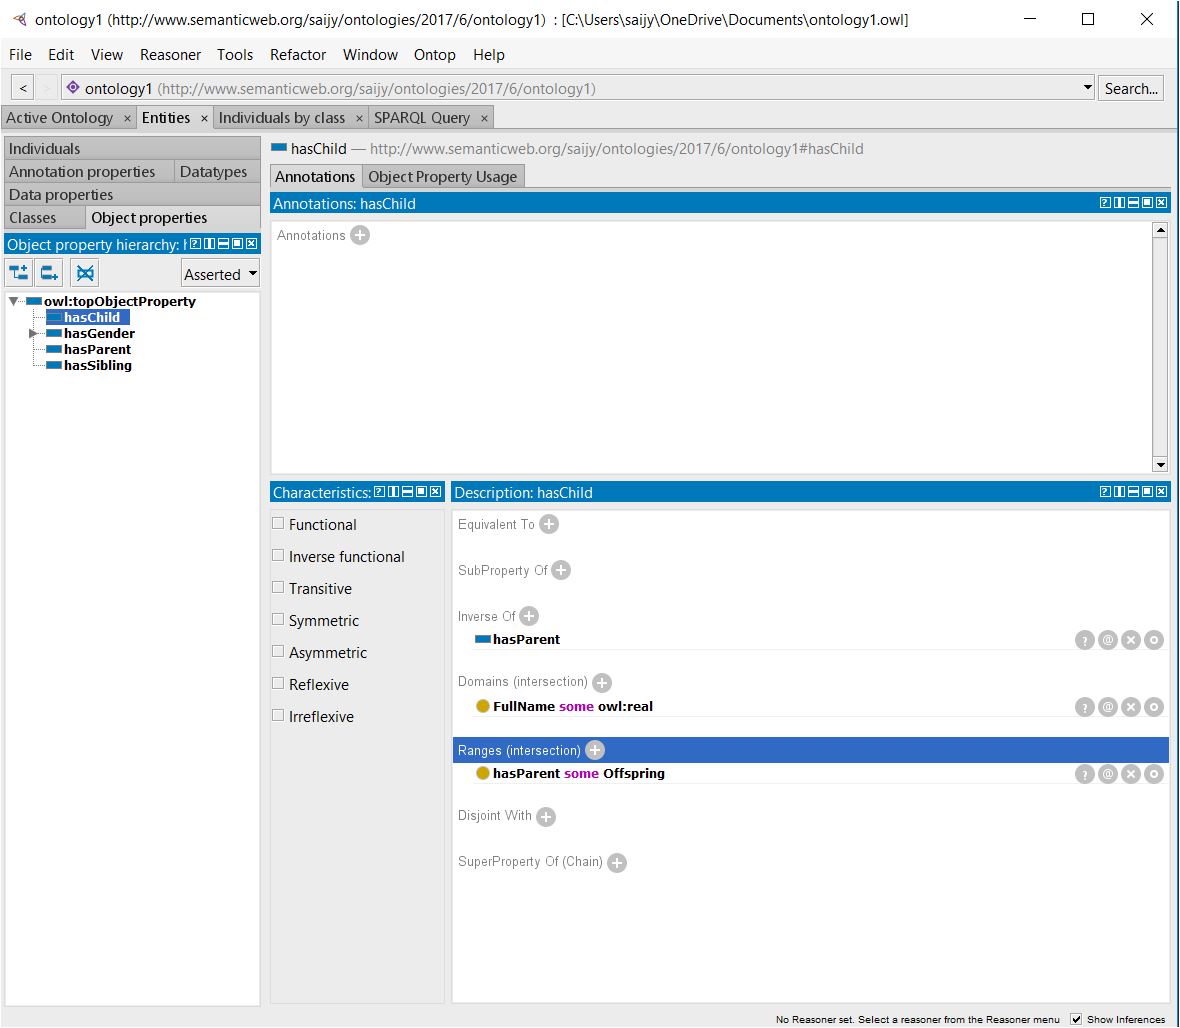 ontology1 (http://www.semanticweb.org/saijy/ontologies/2017/6/ontology1) : [C:\Users\saijy\OneDrive\Documents\ontology1.owl]
File Edit View Reasoner Tools Refactor Window Ontop Help
< > ontology1 (http://www.semanticweb.org/saijy/ontologies/2017/6/ontology1) Search...
Active Ontology × Entities × Individuals by class × SPARQL Query ×
Individuals
Annotation properties Datatypes
Data properties
Classes Object properties
Object property hierarchy:
Asserted
owl:topObjectProperty
hasChild
hasGender
hasParent
hasSibling
hasChild — http://www.semanticweb.org/saijy/ontologies/2017/6/ontology1#hasChild
Annotations Object Property Usage
Annotations: hasChild
Annotations
Characteristics:
Functional
Inverse functional
Transitive
Symmetric
Asymmetric
Reflexive
Irreflexive
Description: hasChild
Equivalent To
SubProperty Of
Inverse Of
hasParent
Domains (intersection)
FullName some owl:real
Ranges (intersection)
hasParent some Offspring
Disjoint With
SuperProperty Of (Chain)
No Reasoner set. Select a reasoner from the Reasoner menu Show Inferences